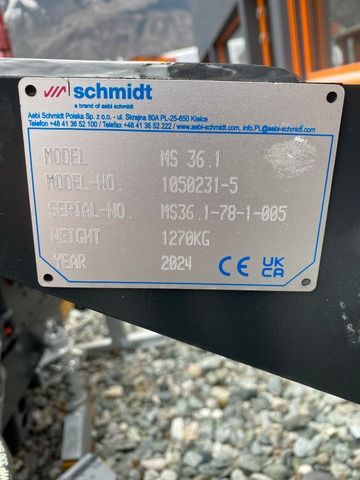 schmidt
a brand of aebi schmidt
Aebi Schmidt Polska Sp. z o.o. - ul. Skrajna 80A PL-25-650 Kielce
Telefon +48 41 36 52 100 / Telefax +48 41 36 52 222 / www.aebi-schmidt.com / info.PL@aebi-schmidt.com
MODEL MS 36.1
MODEL-NO. 1050231-5
SERIAL-NO. MS36.1-78-1-005
WEIGHT 1270KG
YEAR 2024 CE UK CA